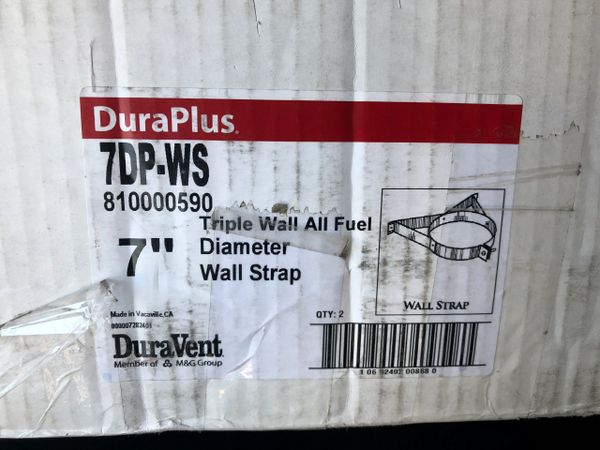 DuraPlus
7DP-WS
810000590
7"
Triple Wall All Fuel
Diameter
Wall Strap
WALL STRAP
Made in Vacaville,CA
QTY: 2
DuraVent
Member of M&G Group